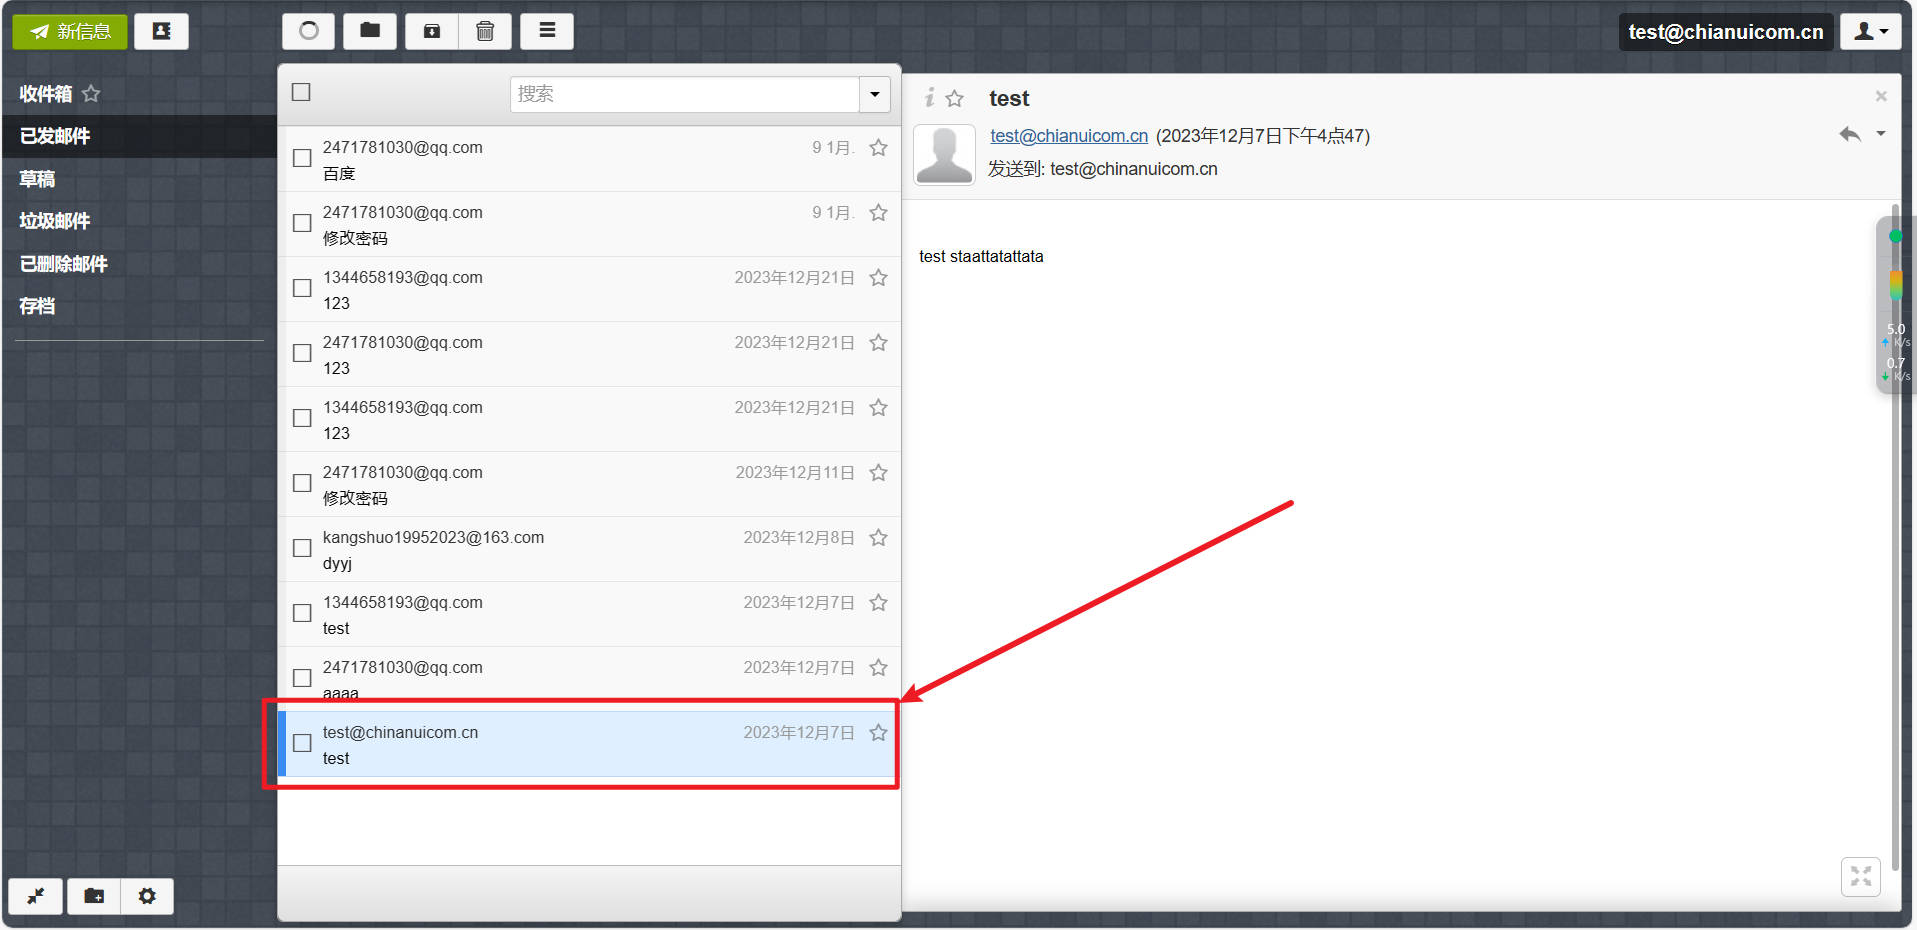 新信息
test@chianuicom.cn
收件箱
已发邮件
草稿
垃圾邮件
已删除邮件
存档
搜索
2471781030@qq.com 9 1月.
百度
2471781030@qq.com 9 1月.
修改密码
1344658193@qq.com 2023年12月21日
123
2471781030@qq.com 2023年12月21日
123
1344658193@qq.com 2023年12月21日
123
2471781030@qq.com 2023年12月11日
修改密码
kangshuo19952023@163.com 2023年12月8日
dyyj
1344658193@qq.com 2023年12月7日
test
2471781030@qq.com 2023年12月7日
aaaa
test@chinanuicom.cn 2023年12月7日
test
test
test@chianuicom.cn (2023年12月7日下午4点47)
发送到: test@chinanuicom.cn
test staattatattata
5.0
K/s
0.7
K/s